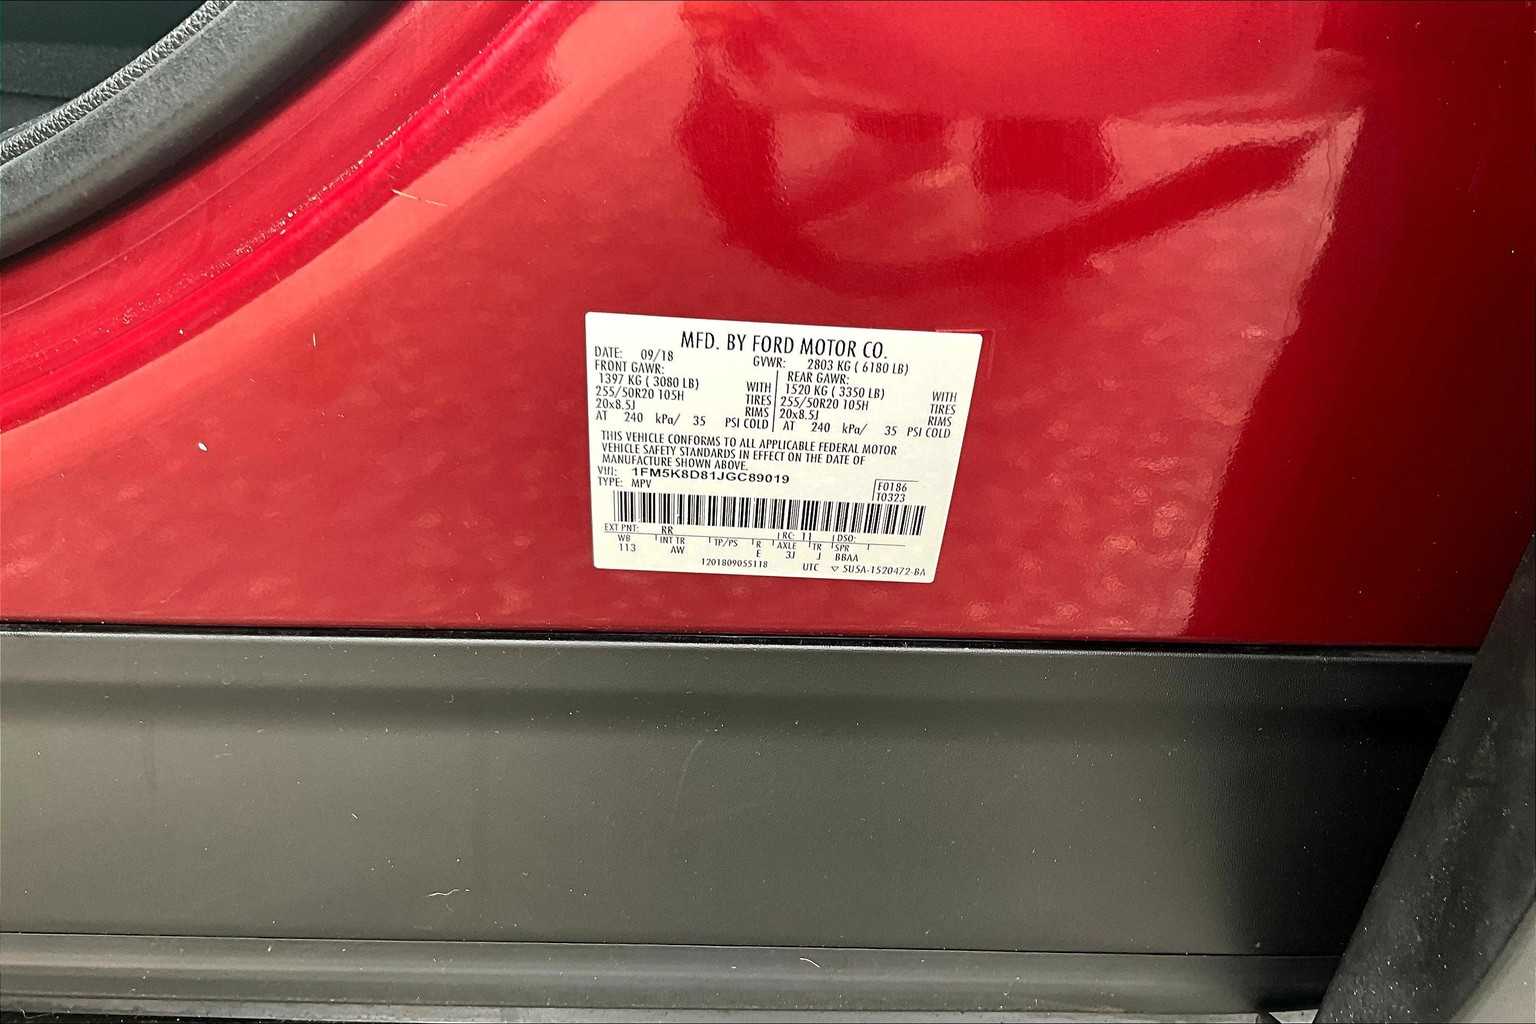 MFD. BY FORD MOTOR CO.
DATE: 09/18 GVWR: 2803 KG ( 6180 LB)
FRONT GAWR: REAR GAWR:
1397 KG ( 3080 LB) WITH 1520 KG ( 3350 LB) WITH
255/50R20 105H TIRES 255/50R20 105H TIRES
20x8.5J RIMS 20x8.5J RIMS
AT 240 kPa/ 35 PSI COLD AT 240 kPa/ 35 PSI COLD
THIS VEHICLE CONFORMS TO ALL APPLICABLE FEDERAL MOTOR
VEHICLE SAFETY STANDARDS IN EFFECT ON THE DATE OF
MANUFACTURE SHOWN ABOVE.
VIN: 1FM5K8D81JGC89019
TYPE: MPV
F0186
T0323
EXT PNT: RR RC: 11 DSO:
WB INT TR TP/PS R AXLE TR SPR
113 AW E 3J J BBAA
1201809055118 UTC ▽ 5U5A-1520472-BA